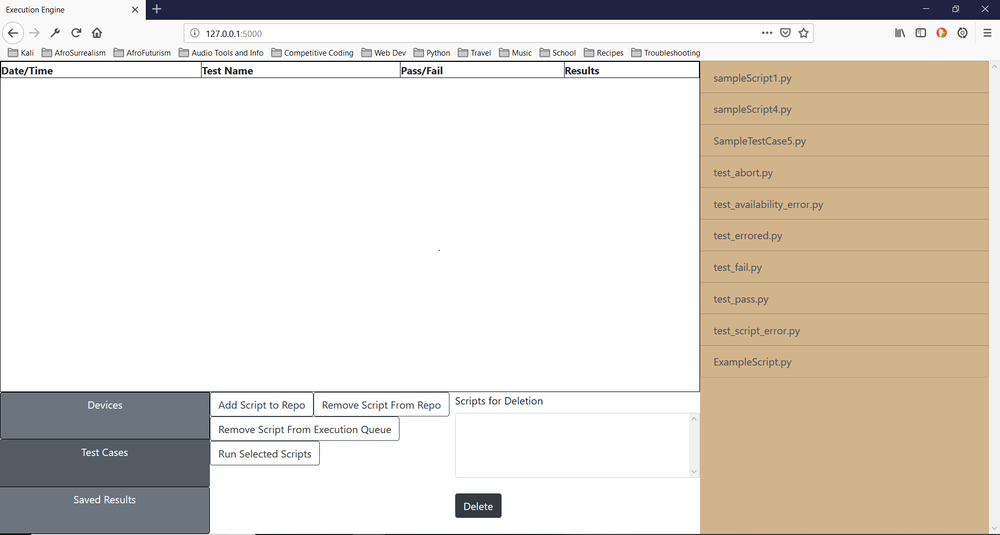 Execution Engine
127.0.0.1:5000
Kali AfroSurrealism AfroFuturism Audio Tools and Info Competitive Coding Web Dev Python Travel Music School Recipes Troubleshooting
Date/Time Test Name Pass/Fail Results
sampleScript1.py
sampleScript4.py
SampleTestCase5.py
test_abort.py
test_availability_error.py
test_errored.py
test_fail.py
test_pass.py
test_script_error.py
ExampleScript.py
Devices
Test Cases
Saved Results
Add Script to Repo Remove Script From Repo
Remove Script From Execution Queue
Run Selected Scripts
Scripts for Deletion
Delete